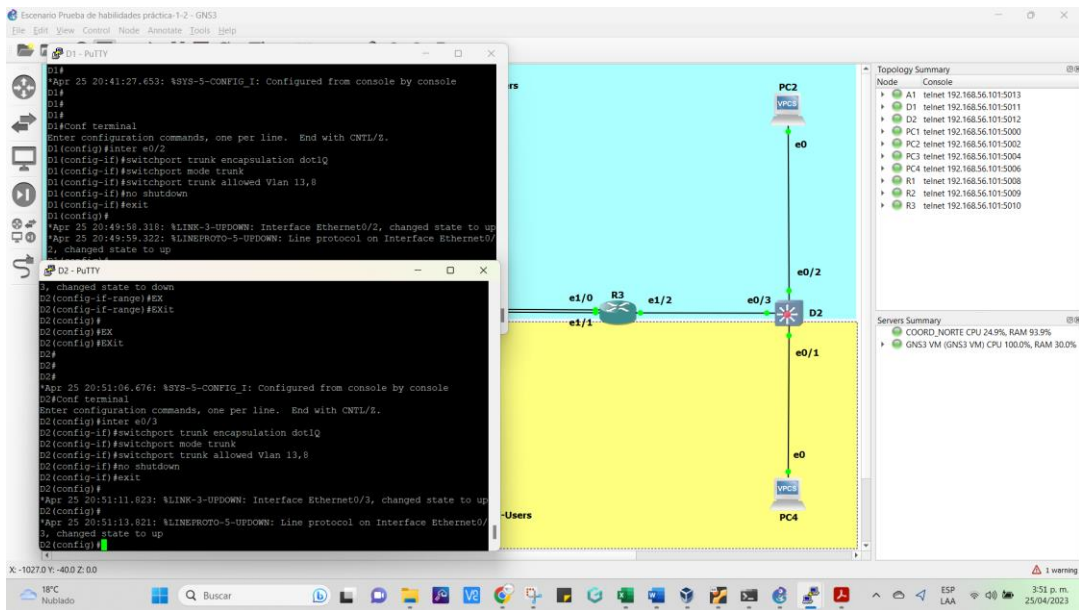 Escenario Prueba de habilidades práctica-1-2 - GNS3
File Edit View Control Node Annotate Tools Help
D1 - PuTTY
D1#
*Apr 25 20:41:27.653: %SYS-5-CONFIG_I: Configured from console by console
D1#
D1#
D1#
D1#Conf terminal
Enter configuration commands, one per line. End with CNTL/Z.
D1(config)#inter e0/2
D1(config-if)#switchport trunk encapsulation dot1Q
D1(config-if)#switchport mode trunk
D1(config-if)#switchport trunk allowed Vlan 13,8
D1(config-if)#no shutdown
D1(config-if)#exit
D1(config)#
*Apr 25 20:49:58.318: %LINK-3-UPDOWN: Interface Ethernet0/2, changed state to up
*Apr 25 20:49:59.322: %LINEPROTO-5-UPDOWN: Line protocol on Interface Ethernet0/
2, changed state to up
D2 - PuTTY
3, changed state to down
D2(config-if-range)#EX
D2(config-if-range)#EXit
D2(config)#
D2(config)#EX
D2(config)#EXit
D2#
D2#
D2#
*Apr 25 20:51:06.676: %SYS-5-CONFIG_I: Configured from console by console
D2#Conf terminal
Enter configuration commands, one per line. End with CNTL/Z.
D2(config)#inter e0/3
D2(config-if)#switchport trunk encapsulation dot1Q
D2(config-if)#switchport mode trunk
D2(config-if)#switchport trunk allowed Vlan 13,8
D2(config-if)#no shutdown
D2(config-if)#exit
D2(config)#
*Apr 25 20:51:11.823: %LINK-3-UPDOWN: Interface Ethernet0/3, changed state to up
D2(config)#
*Apr 25 20:51:13.821: %LINEPROTO-5-UPDOWN: Line protocol on Interface Ethernet0/
3, changed state to up
D2(config)#
rs
PC2
VPCS
e0
e0/2
e1/0 R3 e1/2 e0/3 D2
e1/1
e0/1
e0
VPCS
-Users
PC4
Topology Summary
Node Console
A1 telnet 192.168.56.101:5013
D1 telnet 192.168.56.101:5011
D2 telnet 192.168.56.101:5012
PC1 telnet 192.168.56.101:5000
PC2 telnet 192.168.56.101:5002
PC3 telnet 192.168.56.101:5004
PC4 telnet 192.168.56.101:5006
R1 telnet 192.168.56.101:5008
R2 telnet 192.168.56.101:5009
R3 telnet 192.168.56.101:5010
Servers Summary
COORD_NORTE CPU 24.9%, RAM 93.9%
GNS3 VM (GNS3 VM) CPU 100.0%, RAM 30.0%
X: -1027.0 Y: -40.0 Z: 0.0
1 warning
18°C
Nublado
Buscar
ESP
LAA
3:51 p. m.
25/04/2023